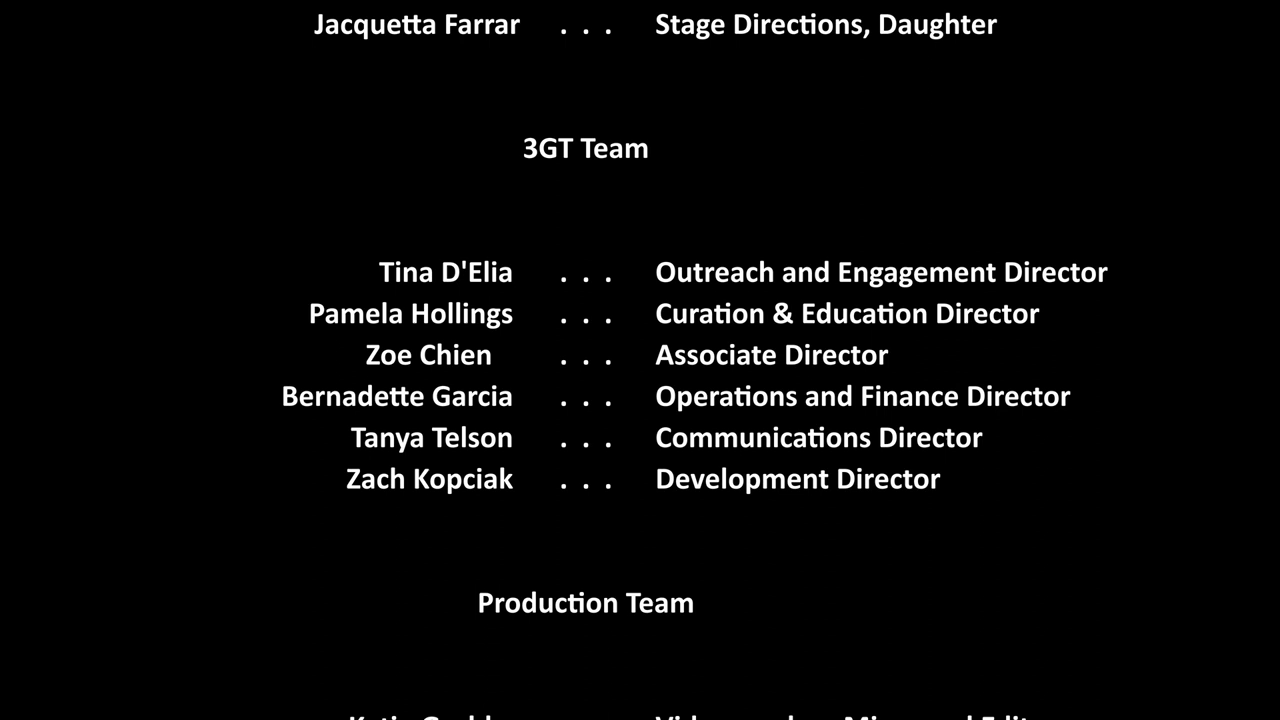 Jacquetta Farrar . . . Stage Directions, Daughter
3GT Team
Tina D'Elia . . . Outreach and Engagement Director
Pamela Hollings . . . Curation & Education Director
Zoe Chien . . . Associate Director
Bernadette Garcia . . . Operations and Finance Director
Tanya Telson . . . Communications Director
Zach Kopciak . . . Development Director
Production Team